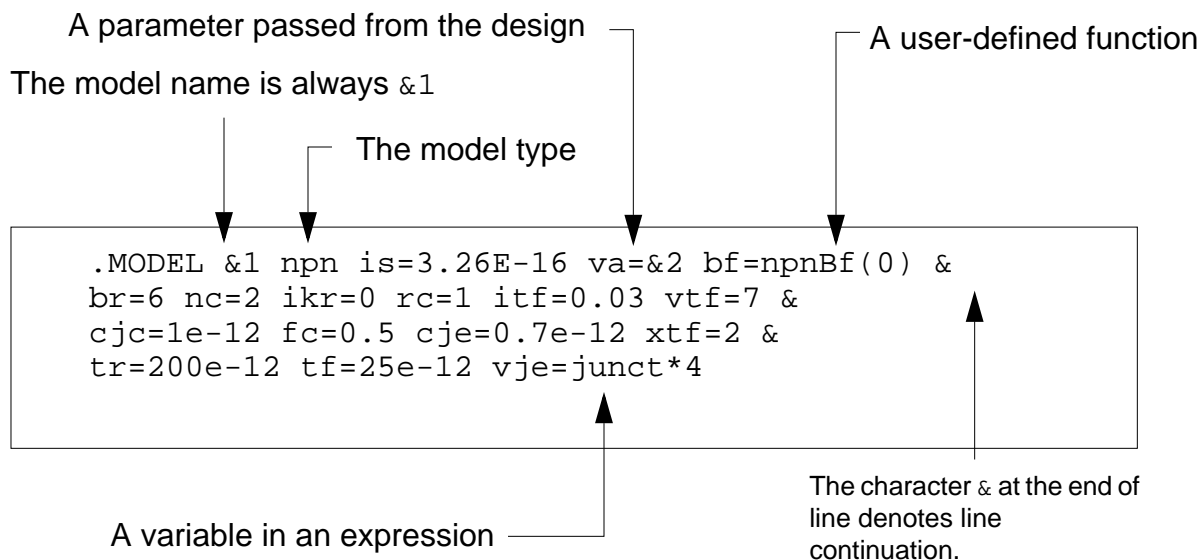 A parameter passed from the design
A user-defined function
The model name is always &1
The model type
.MODEL &1 npn is=3.26E-16 va=&2 bf=npnBf(0) &
br=6 nc=2 ikr=0 rc=1 itf=0.03 vtf=7 &
cjc=1e-12 fc=0.5 cje=0.7e-12 xtf=2 &
tr=200e-12 tf=25e-12 vje=junct*4
A variable in an expression
The character & at the end of
line denotes line
continuation.